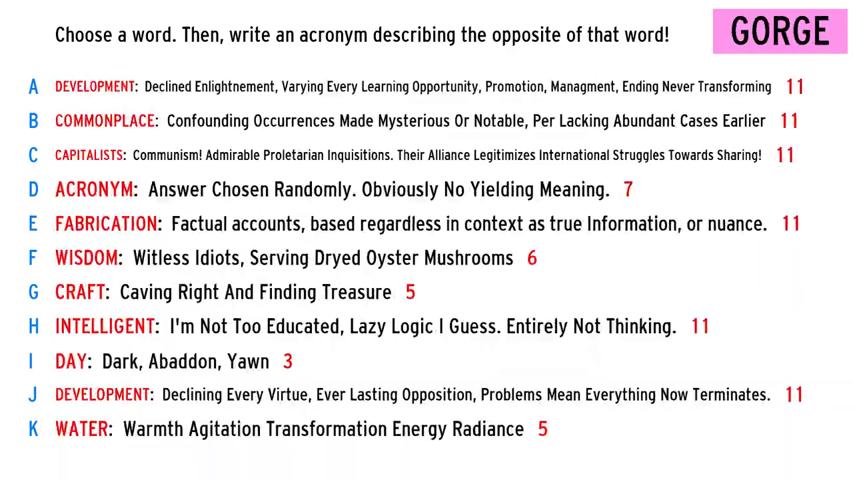 Choose a word. Then, write an acronym describing the opposite of that word!
GORGE
A DEVELOPMENT: Declined Enlightnement, Varying Every Learning Opportunity, Promotion, Managment, Ending Never Transforming 11
B COMMONPLACE: Confounding Occurrences Made Mysterious Or Notable, Per Lacking Abundant Cases Earlier 11
C CAPITALISTS: Communism! Admirable Proletarian Inquisitions. Their Alliance Legitimizes International Struggles Towards Sharing! 11
D ACRONYM: Answer Chosen Randomly. Obviously No Yielding Meaning. 7
E FABRICATION: Factual accounts, based regardless in context as true Information, or nuance. 11
F WISDOM: Witless Idiots, Serving Dryed Oyster Mushrooms 6
G CRAFT: Caving Right And Finding Treasure 5
H INTELLIGENT: I'm Not Too Educated, Lazy Logic I Guess. Entirely Not Thinking. 11
I DAY: Dark, Abaddon, Yawn 3
J DEVELOPMENT: Declining Every Virtue, Ever Lasting Opposition, Problems Mean Everything Now Terminates. 11
K WATER: Warmth Agitation Transformation Energy Radiance 5